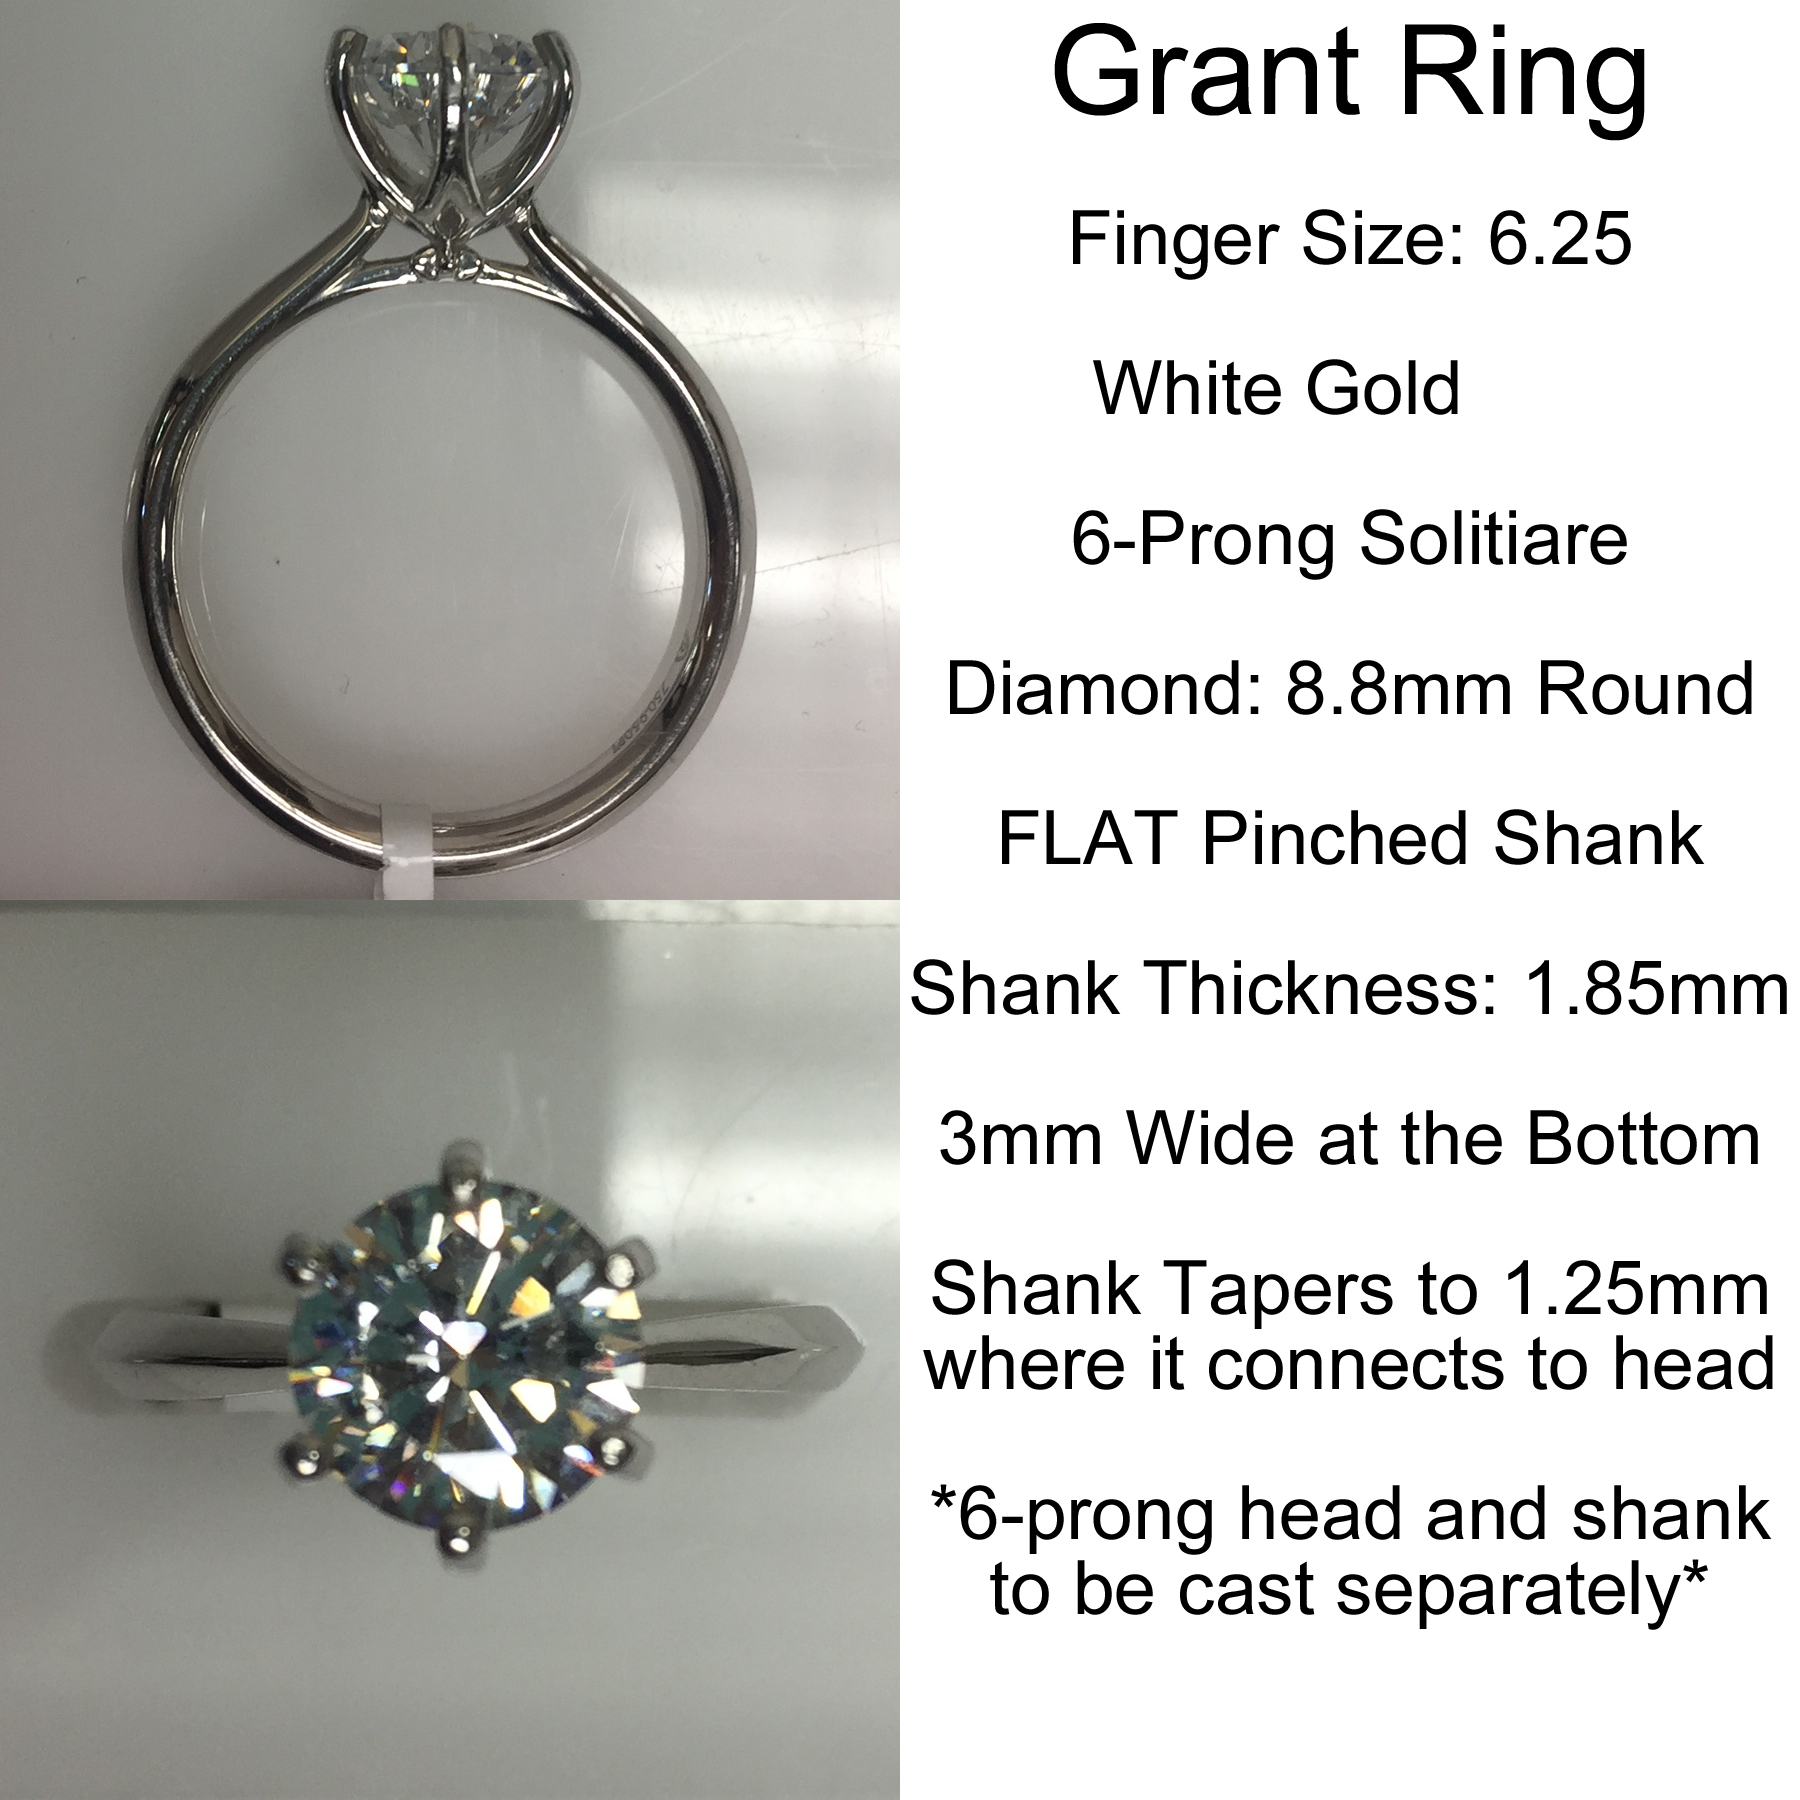 Grant Ring
Finger Size: 6.25
White Gold
6-Prong Solitiare
Diamond: 8.8mm Round
FLAT Pinched Shank
Shank Thickness: 1.85mm
3mm Wide at the Bottom
Shank Tapers to 1.25mm
where it connects to head
*6-prong head and shank
to be cast separately*